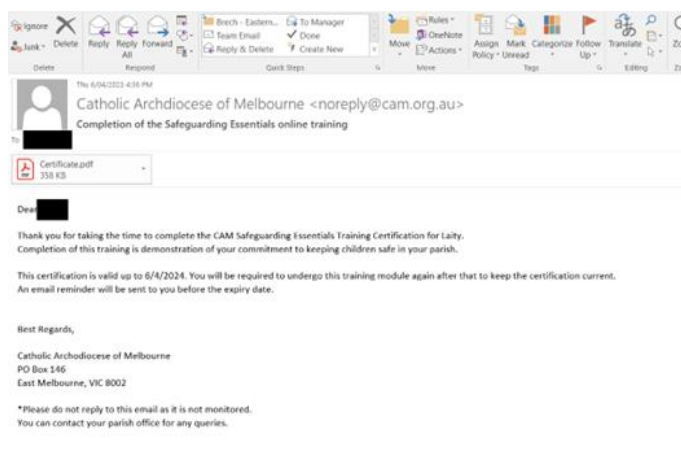 Ignore
Junk
Delete
Reply
Reply All
Forward
Brech - Eastern...
To Manager
Team Email
Done
Reply & Delete
Create New
Move
Rules
OneNote
Actions
Assign Policy
Mark Unread
Categorize
Follow Up
Translate
Delete
Respond
Quick Steps
Move
Tags
Editing
Thu 6/04/2023 4:56 PM
Catholic Archdiocese of Melbourne <noreply@cam.org.au>
Completion of the Safeguarding Essentials online training
To
Certificate.pdf
358 KB
Dear
Thank you for taking the time to complete the CAM Safeguarding Essentials Training Certification for Laity.
Completion of this training is demonstration of your commitment to keeping children safe in your parish.
This certification is valid up to 6/4/2024. You will be required to undergo this training module again after that to keep the certification current.
An email reminder will be sent to you before the expiry date.
Best Regards,
Catholic Archodiocese of Melbourne
PO Box 146
East Melbourne, VIC 8002
*Please do not reply to this email as it is not monitored.
You can contact your parish office for any queries.